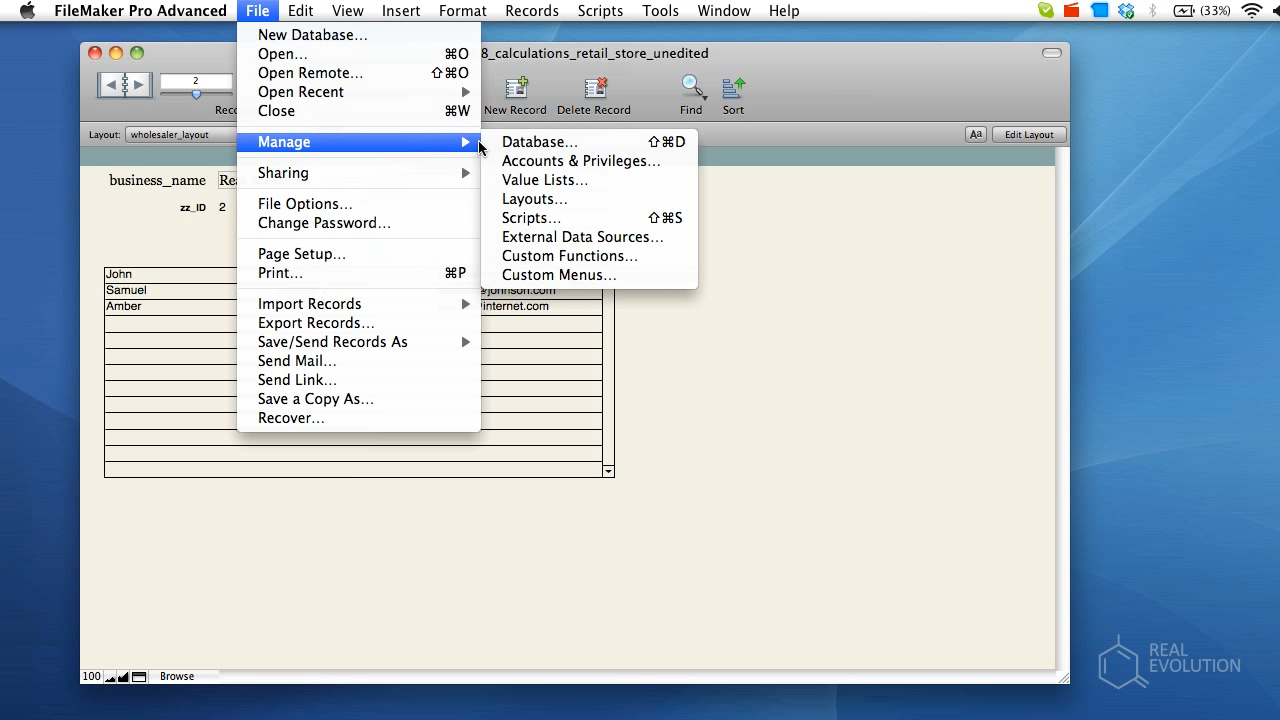 FileMaker Pro Advanced File Edit View Insert Format Records Scripts Tools Window Help (33%)
New Database...
Open... ⌘O
Open Remote... ⇧⌘O
Open Recent
Close ⌘W
Manage
Sharing
File Options...
Change Password...
Page Setup...
Print... ⌘P
Import Records
Export Records...
Save/Send Records As
Send Mail...
Send Link...
Save a Copy As...
Recover...
Database... ⇧⌘D
Accounts & Privileges...
Value Lists...
Layouts...
Scripts... ⇧⌘S
External Data Sources...
Custom Functions...
Custom Menus...
8_calculations_retail_store_unedited
2
New Record Delete Record Find Sort
Layout: wholesaler_layout Aa Edit Layout
business_name
zz_ID 2
John
Samuel @johnson.com
Amber @internet.com
100 Browse
REAL
EVOLUTION